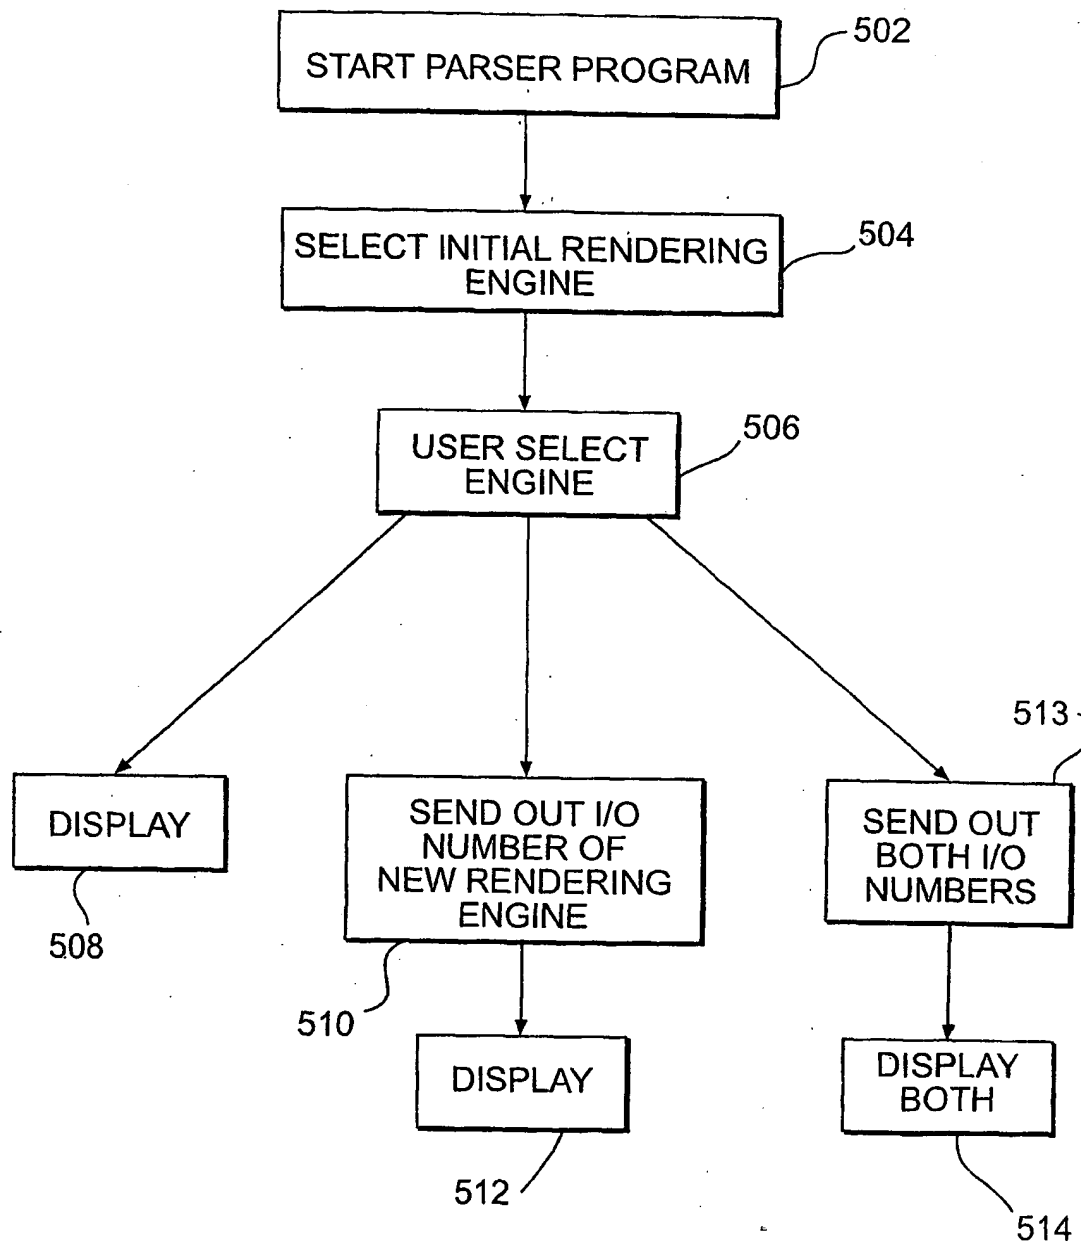 START PARSER PROGRAM
502
SELECT INITIAL RENDERING
ENGINE
504
USER SELECT
ENGINE
506
DISPLAY
508
SEND OUT I/O
NUMBER OF
NEW RENDERING
ENGINE
510
513
SEND OUT
BOTH I/O
NUMBERS
DISPLAY
512
DISPLAY
BOTH
514